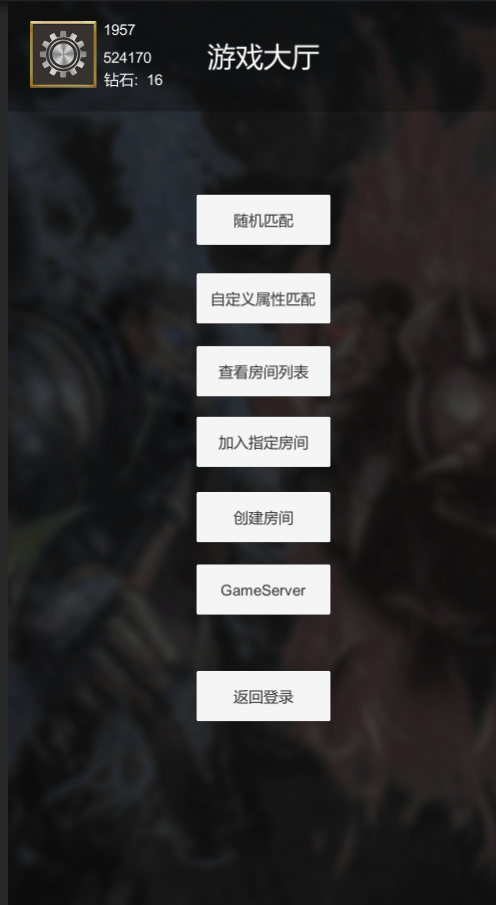 1957
524170
钻石: 16
游戏大厅
随机匹配
自定义属性匹配
查看房间列表
加入指定房间
创建房间
GameServer
返回登录